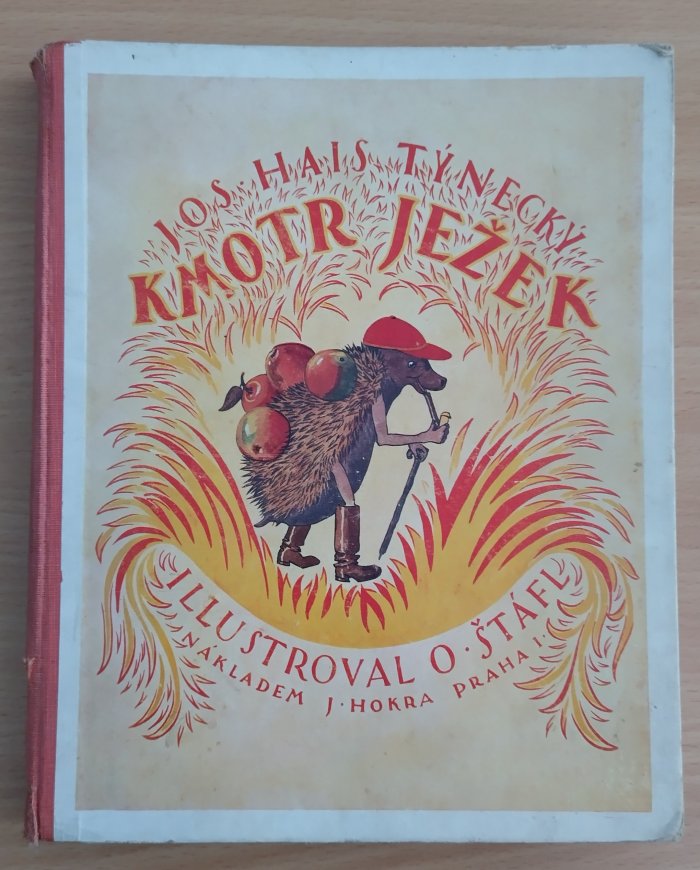 JOS. HAIS TÝNECKÝ
KMOTR JEŽEK
ILLUSTROVAL O. ŠTÁFL
NÁKLADEM J. HOKRA PRAHA I.